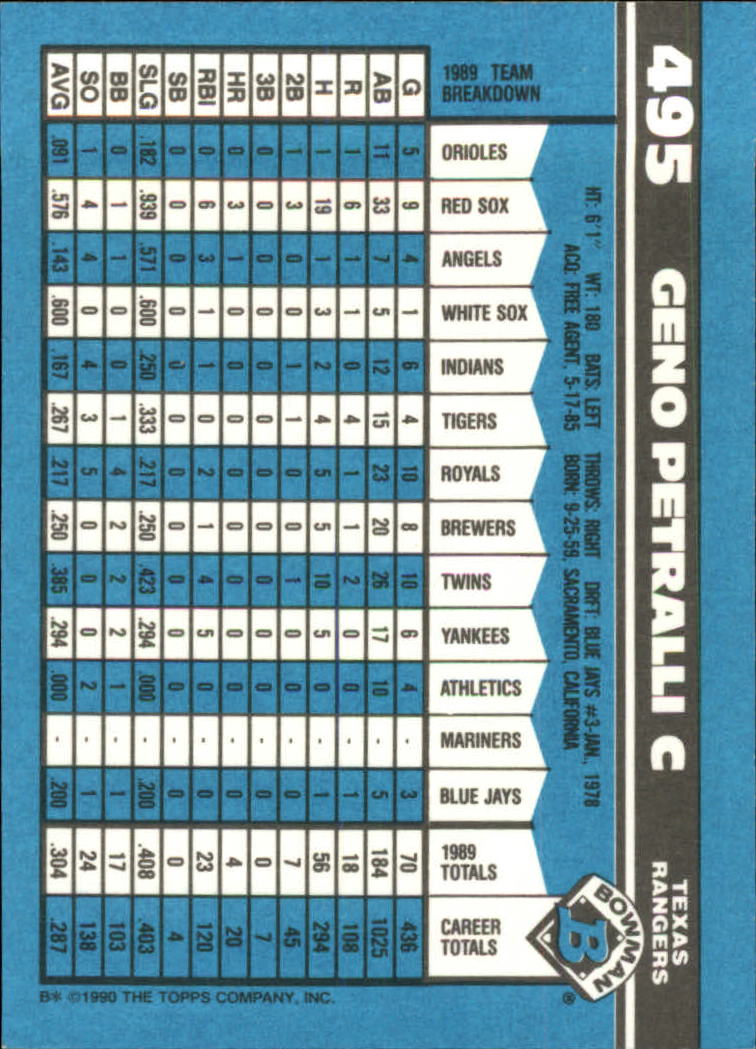 495 GENO PETRALLI C TEXAS RANGERS
HT: 6'1" WT: 180 BATS: LEFT THROWS: RIGHT DRFT: BLUE JAYS #3-JAN., 1978
ACQ: FREE AGENT, 5-17-85 BORN: 9-25-59, SACRAMENTO, CALIFORNIA
BOWMAN
B
1989 TEAM BREAKDOWN G AB R H 2B 3B HR RBI SB SLG BB SO AVG
ORIOLES 5 11 1 1 1 0 0 0 0 .182 0 1 .091
RED SOX 9 33 6 19 3 0 3 6 0 .939 1 4 .576
ANGELS 4 7 1 1 0 0 1 3 0 .571 1 4 .143
WHITE SOX 1 5 1 3 0 0 0 1 0 .600 0 0 .600
INDIANS 6 12 0 2 1 0 0 1 0 .250 0 4 .167
TIGERS 4 15 4 4 1 0 0 0 0 .333 1 3 .267
ROYALS 10 23 1 5 0 0 0 2 0 .217 4 5 .217
BREWERS 8 20 1 5 0 0 0 1 0 .250 2 0 .250
TWINS 10 26 2 10 1 0 0 4 0 .423 2 0 .385
YANKEES 6 17 0 5 0 0 0 5 0 .294 2 0 .294
ATHLETICS 4 10 0 0 0 0 0 0 0 .000 1 2 .000
MARINERS - - - - - - - - - - - - -
BLUE JAYS 3 5 1 1 0 0 0 0 0 .200 1 1 .200
1989 TOTALS 70 184 18 56 7 0 4 23 0 .408 17 24 .304
CAREER TOTALS 436 1025 108 294 45 7 20 120 4 .403 103 138 .287
B* ©1990 THE TOPPS COMPANY, INC. ®